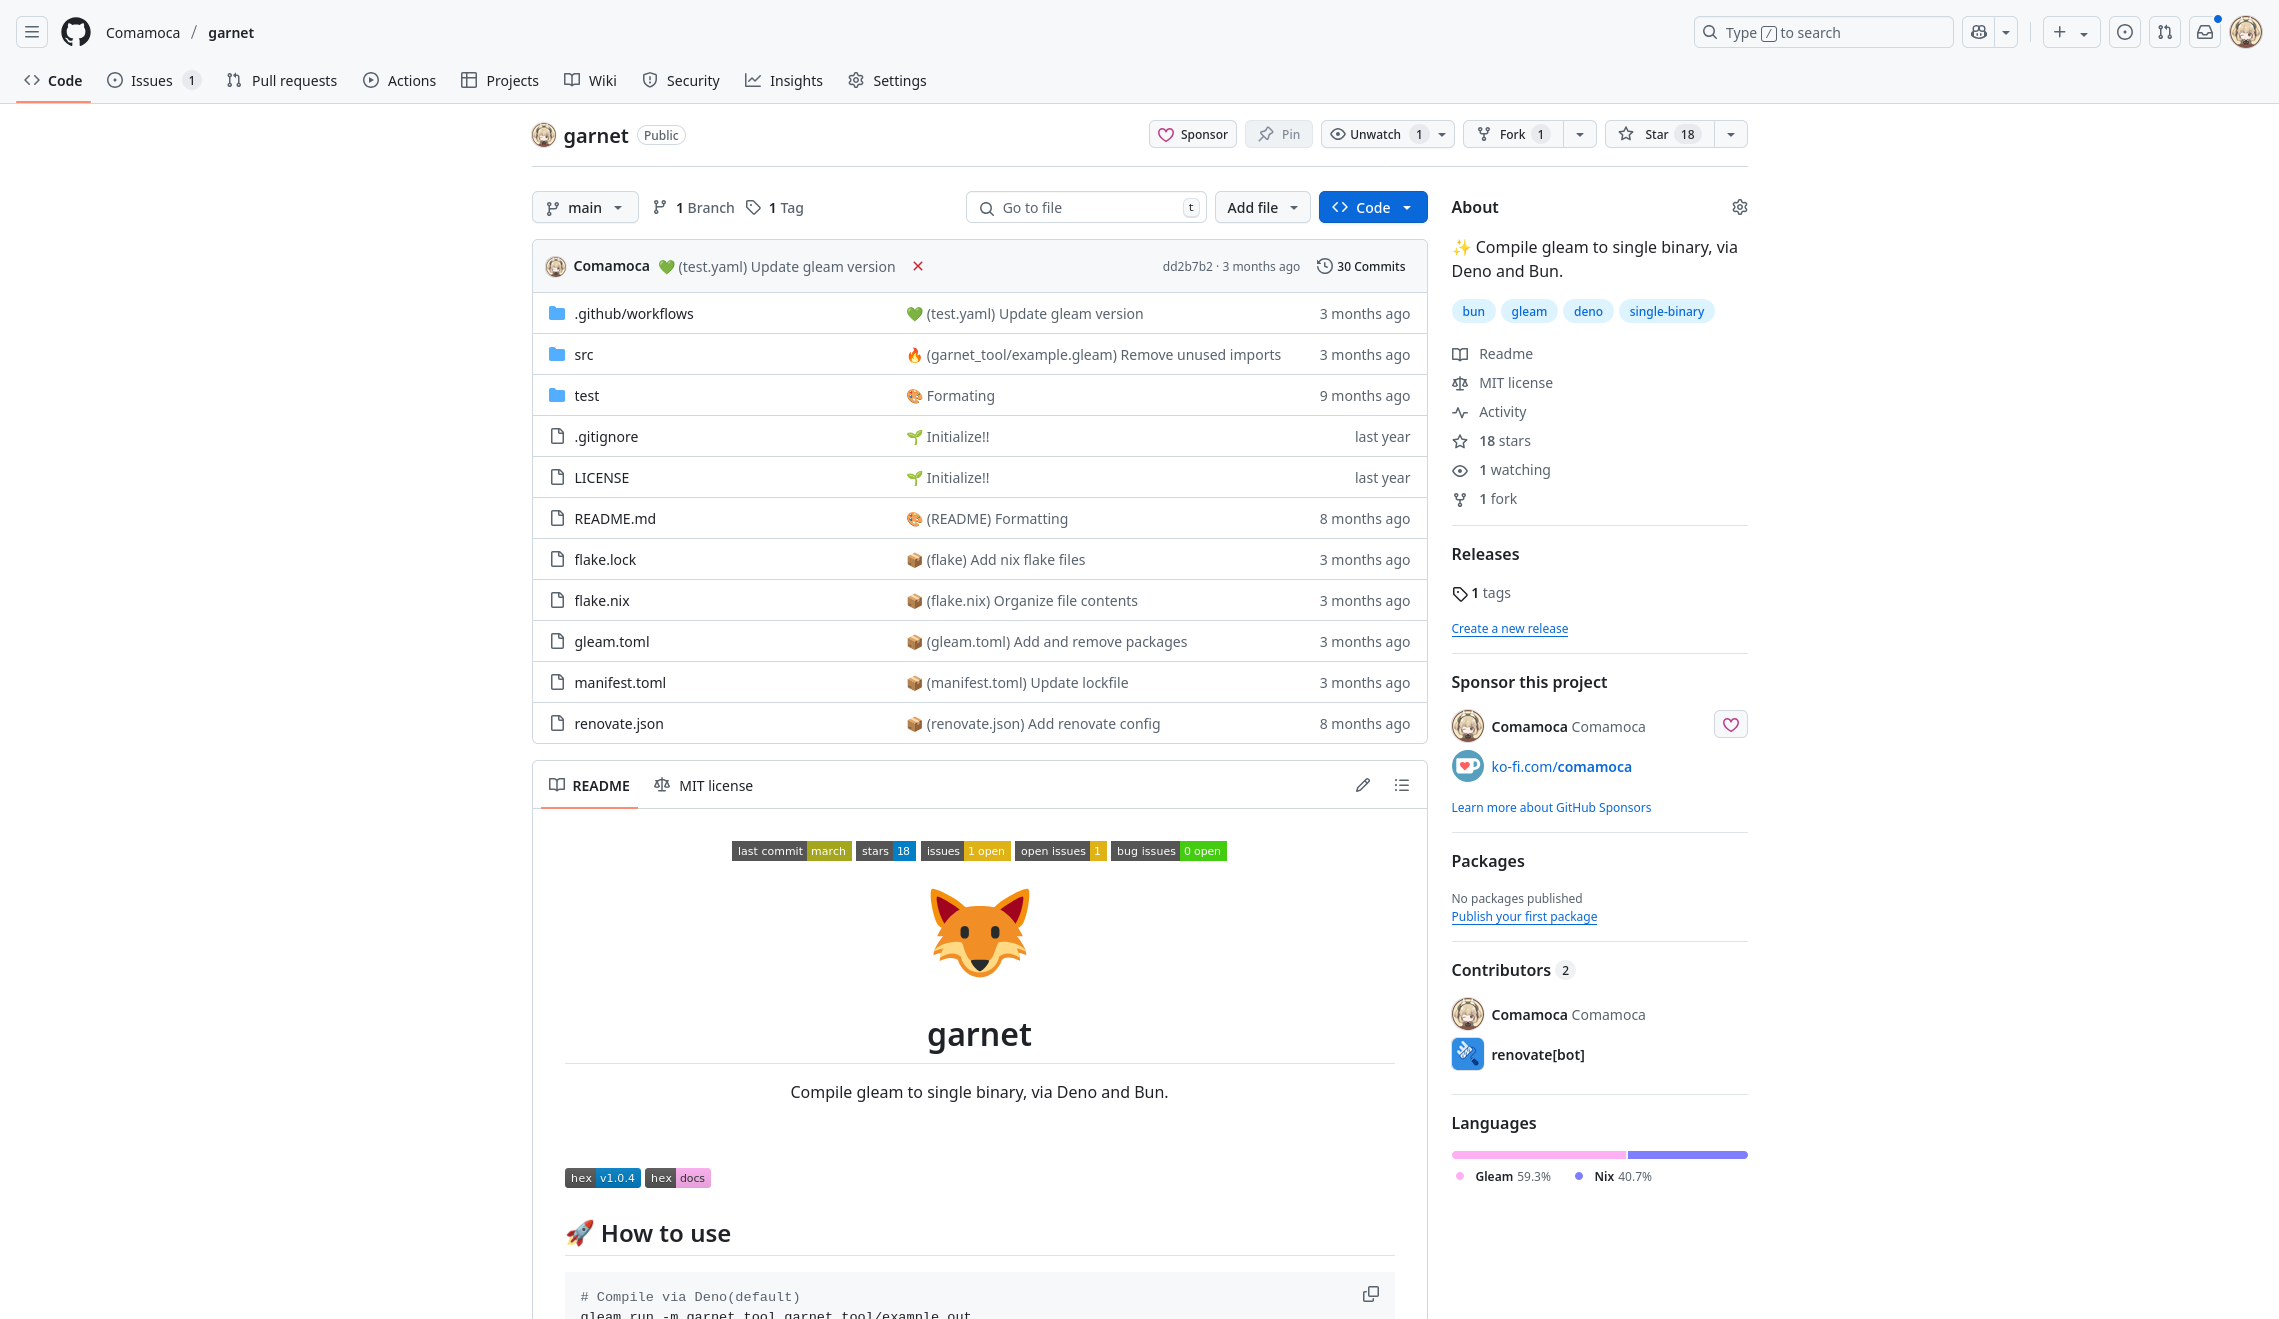 Comamoca / garnet
Type / to search
Code
Issues 1
Pull requests
Actions
Projects
Wiki
Security
Insights
Settings
garnet Public
Sponsor
Pin
Unwatch 1
Fork 1
Star 18
main
1 Branch
1 Tag
Go to file t
Add file
Code
Comamoca 💚 (test.yaml) Update gleam version
dd2b7b2 · 3 months ago
30 Commits
.github/workflows 💚 (test.yaml) Update gleam version 3 months ago
src 🔥 (garnet_tool/example.gleam) Remove unused imports 3 months ago
test 🎨 Formating 9 months ago
.gitignore 🌱 Initialize!! last year
LICENSE 🌱 Initialize!! last year
README.md 🎨 (README) Formatting 8 months ago
flake.lock 📦 (flake) Add nix flake files 3 months ago
flake.nix 📦 (flake.nix) Organize file contents 3 months ago
gleam.toml 📦 (gleam.toml) Add and remove packages 3 months ago
manifest.toml 📦 (manifest.toml) Update lockfile 3 months ago
renovate.json 📦 (renovate.json) Add renovate config 8 months ago
README
MIT license
last commit march
stars 18
issues 1 open
open issues 1
bug issues 0 open
garnet
Compile gleam to single binary, via Deno and Bun.
hex v1.0.4
hex docs
🚀 How to use
# Compile via Deno(default)
gleam run -m garnet_tool garnet_tool/example out
About
✨ Compile gleam to single binary, via
Deno and Bun.
bun gleam deno single-binary
Readme
MIT license
Activity
18 stars
1 watching
1 fork
Releases
1 tags
Create a new release
Sponsor this project
Comamoca Comamoca
ko-fi.com/comamoca
Learn more about GitHub Sponsors
Packages
No packages published
Publish your first package
Contributors 2
Comamoca Comamoca
renovate[bot]
Languages
Gleam 59.3%
Nix 40.7%